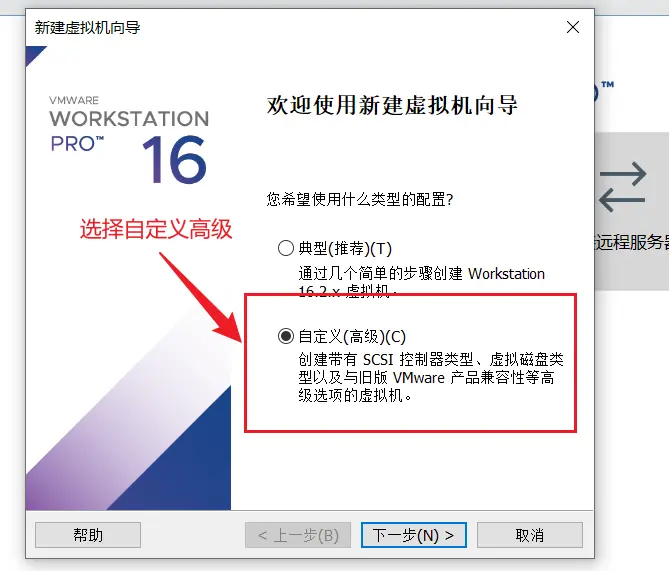 新建虚拟机向导
VMWARE
WORKSTATION
PRO™ 16
欢迎使用新建虚拟机向导
您希望使用什么类型的配置?
选择自定义高级
典型(推荐)(T)
通过几个简单的步骤创建 Workstation
16.2.x 虚拟机。
自定义(高级)(C)
创建带有 SCSI 控制器类型、虚拟磁盘类
型以及与旧版 VMware 产品兼容性等高
级选项的虚拟机。
™
远程服务器
帮助
< 上一步(B)
下一步(N) >
取消